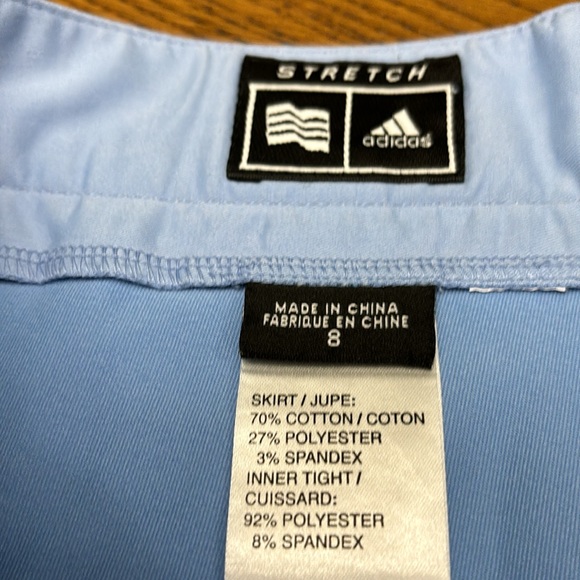 STRETCH
adidas
MADE IN CHINA
FABRIQUE EN CHINE
8
SKIRT / JUPE:
70% COTTON / COTON
27% POLYESTER
3% SPANDEX
INNER TIGHT /
CUISSARD:
92% POLYESTER
8% SPANDEX